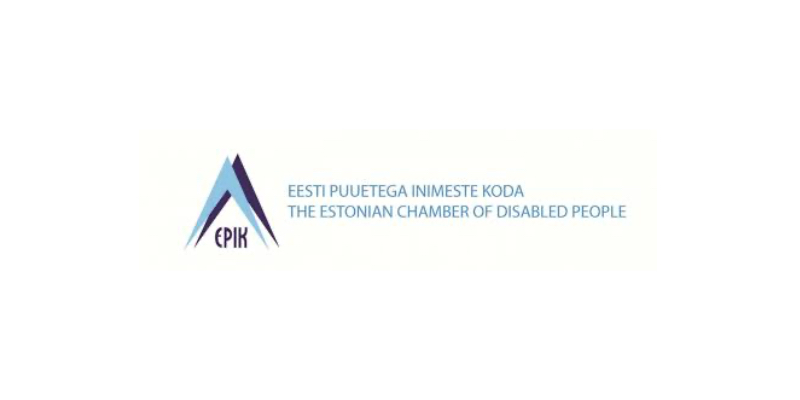 EPIK
EESTI PUUETEGA INIMESTE KODA
THE ESTONIAN CHAMBER OF DISABLED PEOPLE